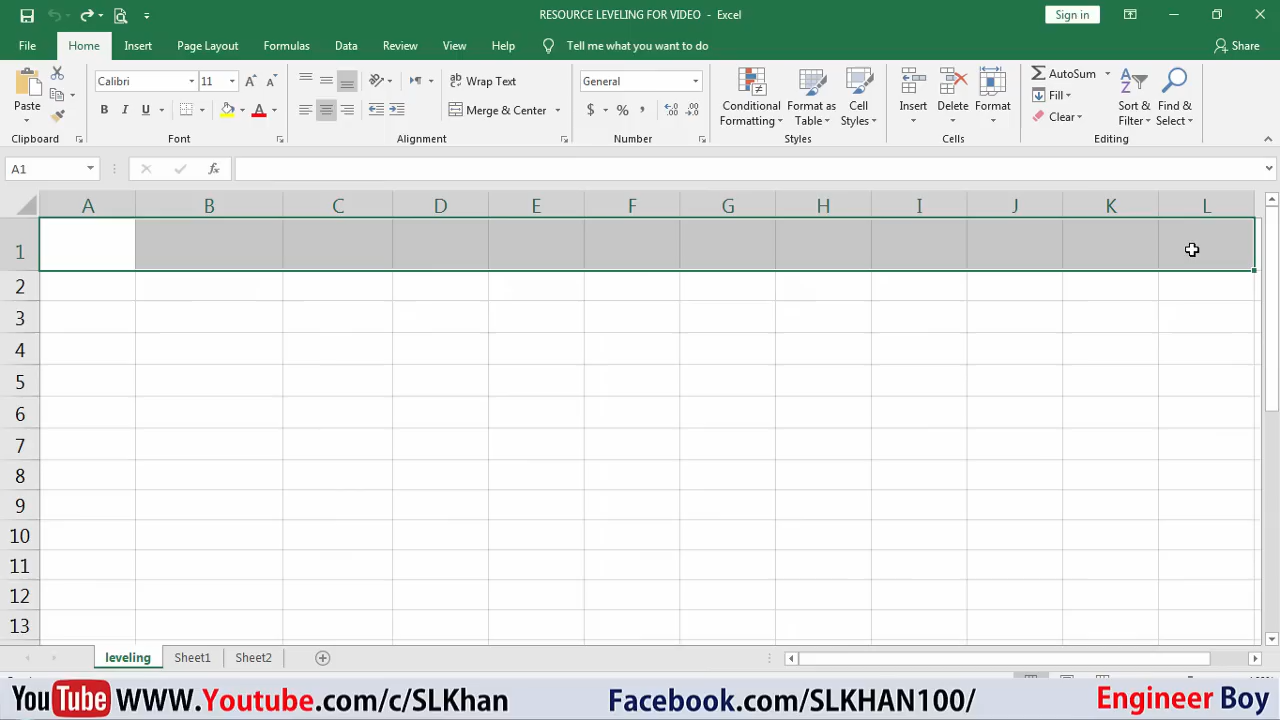 RESOURCE LEVELING FOR VIDEO - Excel
Sign in
File Home Insert Page Layout Formulas Data Review View Help Tell me what you want to do Share
Paste
Clipboard
Calibri 11
B I U
Font
Wrap Text
Merge & Center
Alignment
General
$ % ,
Number
Conditional Formatting
Format as Table
Cell Styles
Styles
Insert Delete Format
Cells
AutoSum
Fill
Clear
Sort & Filter
Find & Select
Editing
A1 fx
A B C D E F G H I J K L
1
2
3
4
5
6
7
8
9
10
11
12
13
leveling Sheet1 Sheet2
YouTube WWW.Youtube.com/c/SLKhan Facebook.com/SLKHAN100/ Engineer Boy